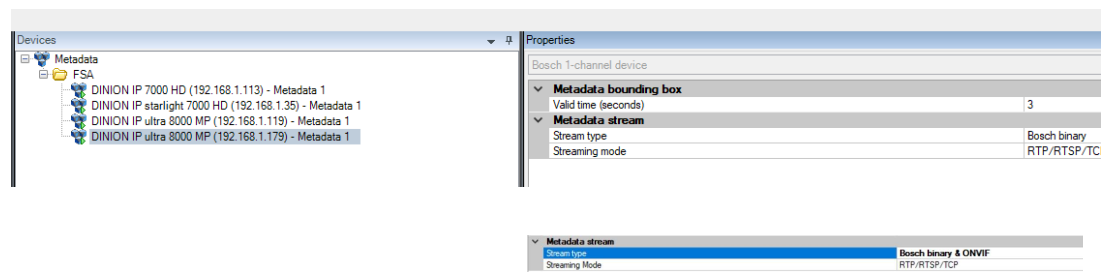 Devices
Metadata
FSA
DINION IP 7000 HD (192.168.1.113) - Metadata 1
DINION IP starlight 7000 HD (192.168.1.35) - Metadata 1
DINION IP ultra 8000 MP (192.168.1.119) - Metadata 1
DINION IP ultra 8000 MP (192.168.1.179) - Metadata 1
Properties
Bosch 1-channel device
Metadata bounding box
Valid time (seconds) 3
Metadata stream
Stream type Bosch binary
Streaming mode RTP/RTSP/TC
Metadata stream
Stream type Bosch binary & ONVIF
Streaming Mode RTP/RTSP/TCP